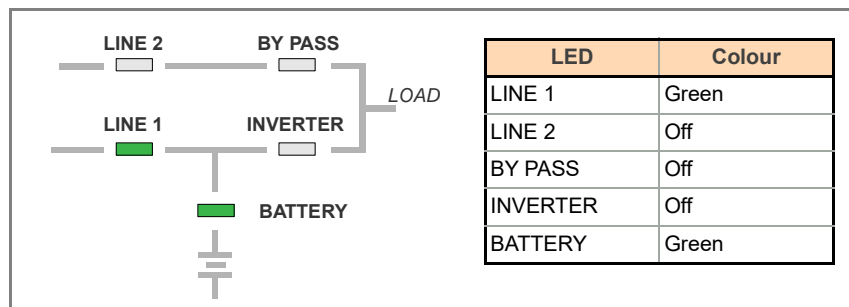 LINE 2 BY PASS
LOAD
LINE 1 INVERTER
BATTERY
LED Colour
LINE 1 Green
LINE 2 Off
BY PASS Off
INVERTER Off
BATTERY Green